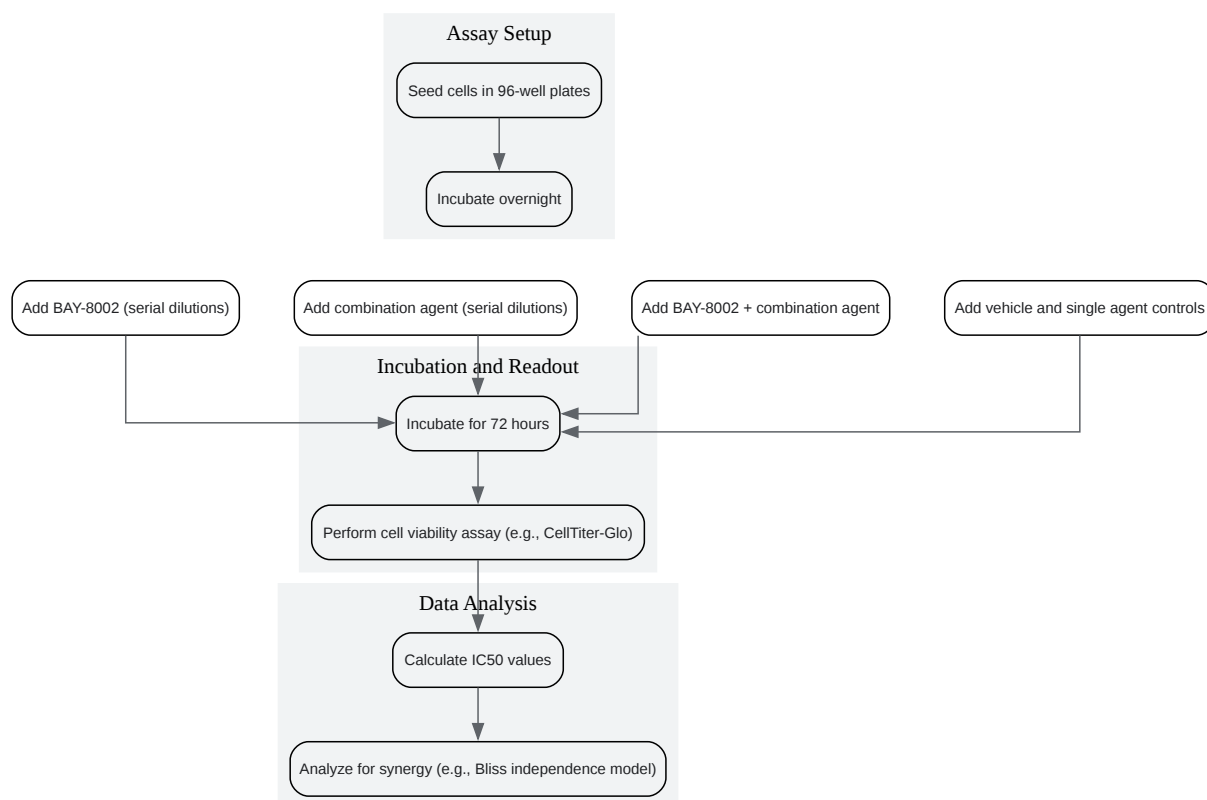 Assay Setup
Seed cells in 96-well plates
Incubate overnight
Add BAY-8002 (serial dilutions)
Add combination agent (serial dilutions)
Add BAY-8002 + combination agent
Add vehicle and single agent controls
Incubation and Readout
Incubate for 72 hours
Perform cell viability assay (e.g., CellTiter-Glo)
Data Analysis
Calculate IC50 values
Analyze for synergy (e.g., Bliss independence model)